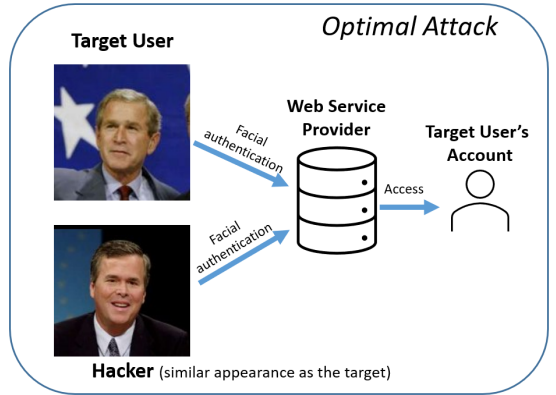 Optimal Attack
Target User
Web Service
Provider
Target User's
Account
Facial
authentication
Access
Facial
authentication
Hacker (similar appearance as the target)